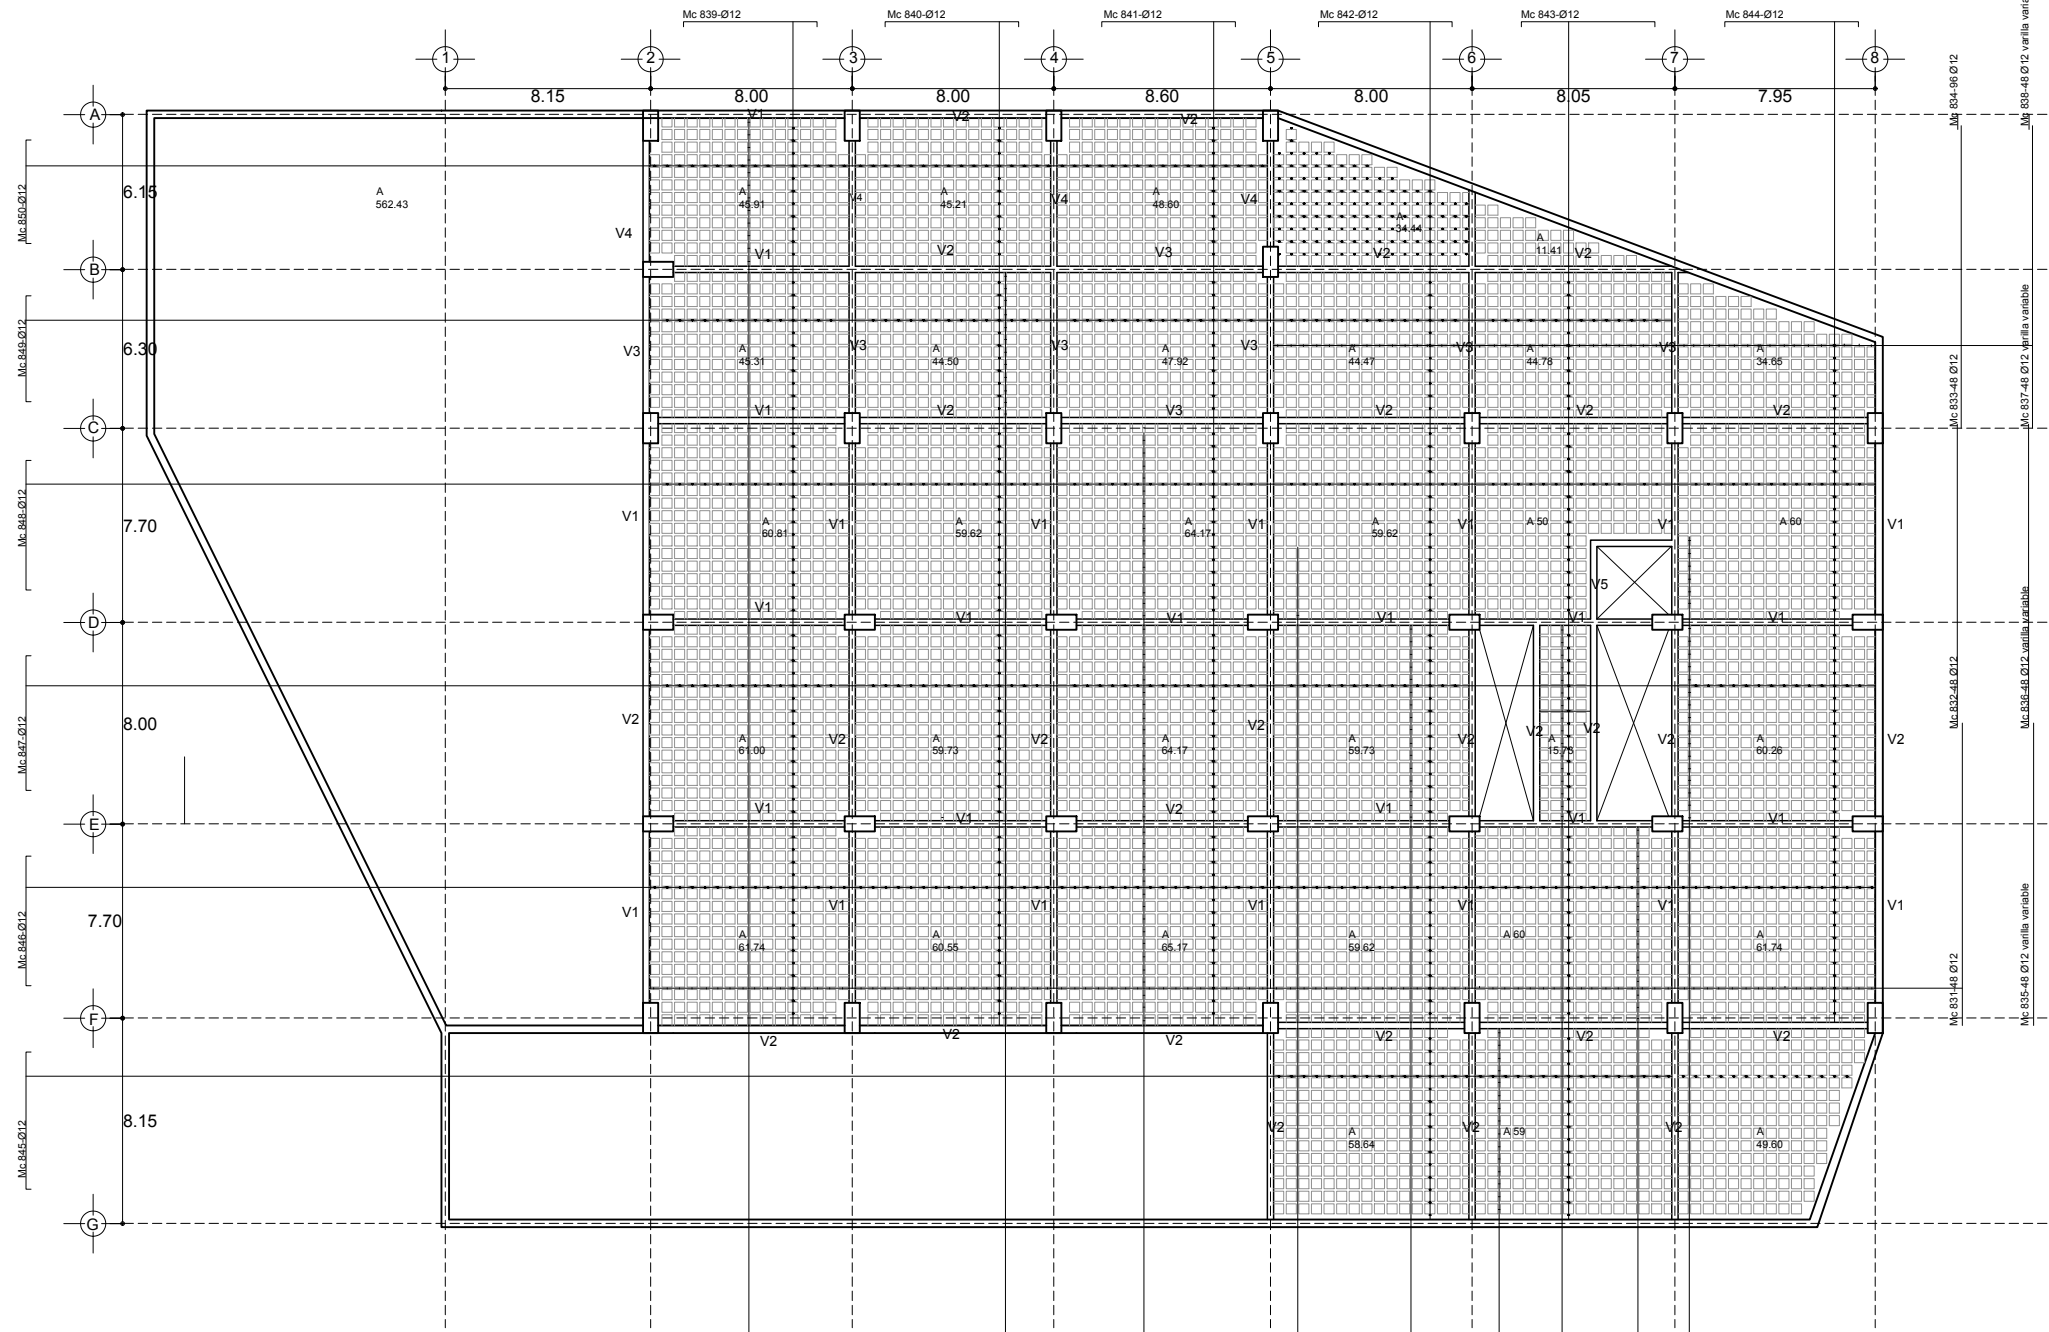 Mc 839-Ø12 Mc 840-Ø12 Mc 841-Ø12 Mc 842-Ø12 Mc 843-Ø12 Mc 844-Ø12
1 2 3 4 5 6 7 8
8.15 8.00 8.00 8.60 8.00 8.05 7.95
A
V1 V2 V2
Mc 834-96 Ø12
Mc 838-48 Ø12 varilla
6.15
Mc 850-Ø12
A
562.43
A
45.91
A
45.21
A
48.60
A
34.44
A
11.41
V4 V4 V4 V4
V1 V2 V3 V2 V2
B
6.30
Mc 849-Ø12
V3 V3 V3 V3 V3 V3
A
45.31
A
44.50
A
47.92
A
44.47
A
44.78
A
34.65
Mc 833-48 Ø12
Mc 837-48 Ø12 varilla variable
V1 V2 V3 V2 V2 V2
C
7.70
Mc 848-Ø12
V1 V1 V1 V1 V1 V1 V1
A
60.81
A
59.62
A
64.17
A
59.62
A 50
A 60
V5
V1 V1 V1 V1 V1 V1
D
8.00
Mc 847-Ø12
V2 V2 V2 V2 V2 V2 V2 V2 V2
A
61.00
A
59.73
A
64.17
A
59.73
A
15.73
A
60.26
Mc 832-48 Ø12
Mc 836-48 Ø12 varilla variable
V1 V1 V2 V1 V1 V1
E
7.70
Mc 846-Ø12
V1 V1 V1 V1 V1 V1 V1
A
61.74
A
60.55
A
65.17
A
59.62
A 60
A
61.74
Mc 831-48 Ø12
Mc 835-48 Ø12 varilla variable
F
V2 V2 V2 V2 V2 V2
8.15
Mc 845-Ø12
V2 V2 V2
A
58.64
A 59
A
49.60
G